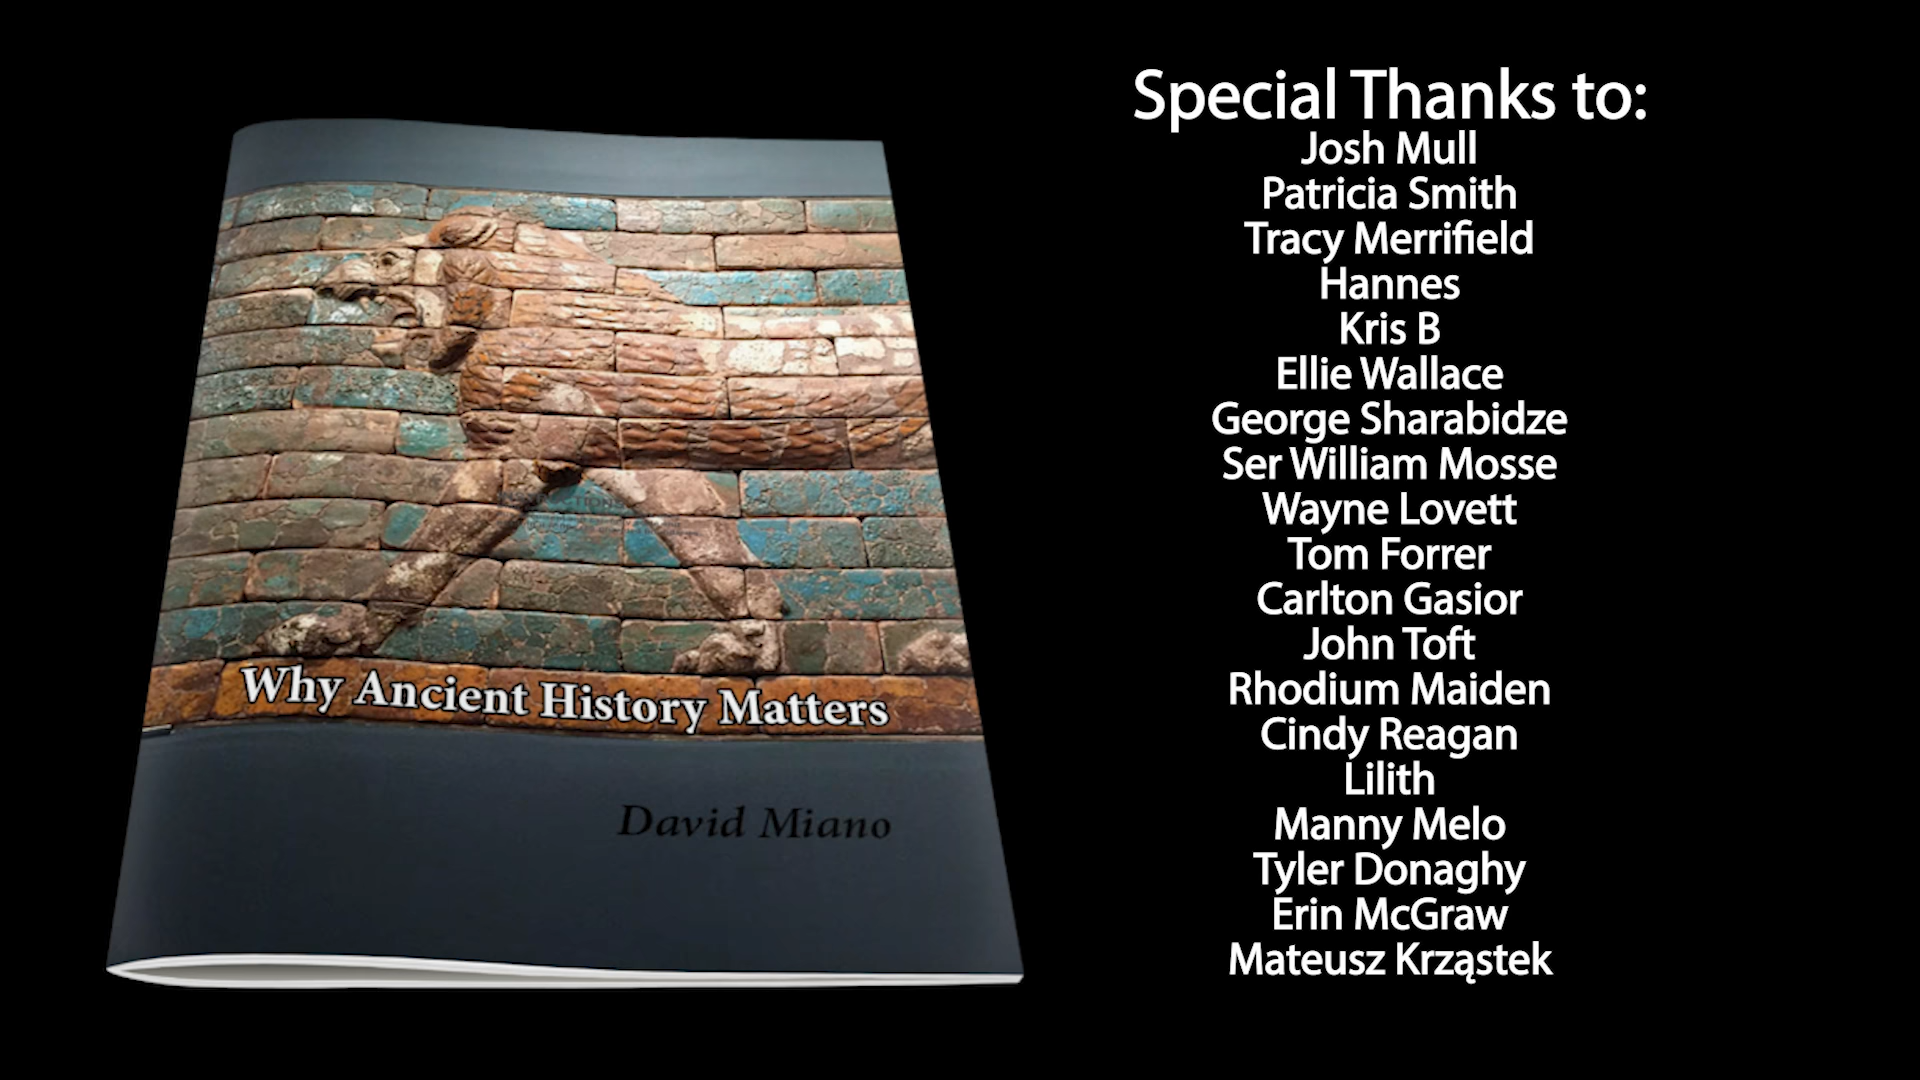 Why Ancient History Matters
David Miano
Special Thanks to:
Josh Mull
Patricia Smith
Tracy Merrifield
Hannes
Kris B
Ellie Wallace
George Sharabidze
Ser William Mosse
Wayne Lovett
Tom Forrer
Carlton Gasior
John Toft
Rhodium Maiden
Cindy Reagan
Lilith
Manny Melo
Tyler Donaghy
Erin McGraw
Mateusz Krząstek